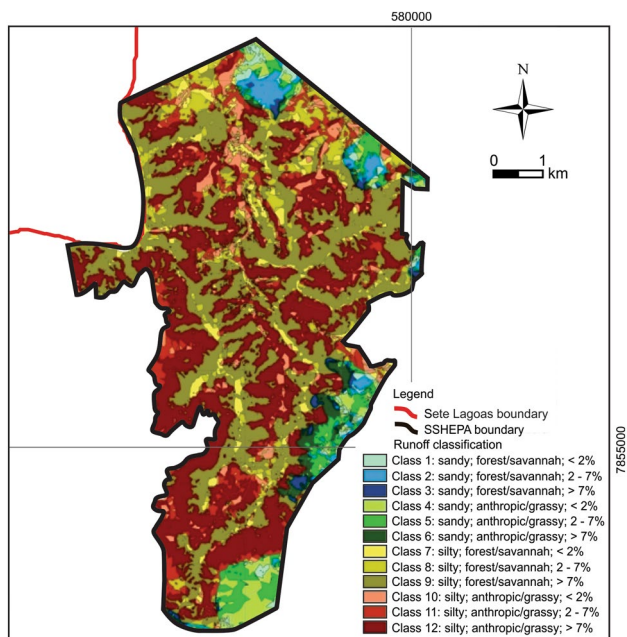 580000
N
0 1
km
7855000
Legend
Sete Lagoas boundary
SSHEPA boundary
Runoff classification
Class 1: sandy; forest/savannah; < 2%
Class 2: sandy; forest/savannah; 2 - 7%
Class 3: sandy; forest/savannah; > 7%
Class 4: sandy; anthropic/grassy; < 2%
Class 5: sandy; anthropic/grassy; 2 - 7%
Class 6: sandy; anthropic/grassy; > 7%
Class 7: silty; forest/savannah; < 2%
Class 8: silty; forest/savannah; 2 - 7%
Class 9: silty; forest/savannah; > 7%
Class 10: silty; anthropic/grassy; < 2%
Class 11: silty; anthropic/grassy; 2 - 7%
Class 12: silty; anthropic/grassy; > 7%